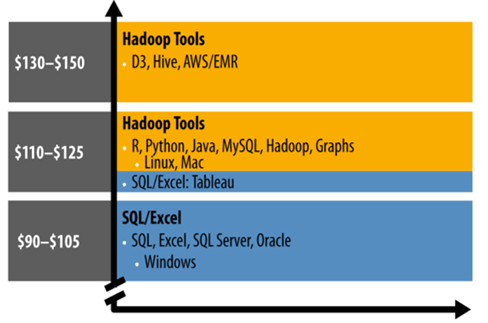 Hadoop Tools
$130–$150
• D3, Hive, AWS/EMR
Hadoop Tools
$110–$125
• R, Python, Java, MySQL, Hadoop, Graphs
• Linux, Mac
• SQL/Excel: Tableau
SQL/Excel
$90–$105
• SQL, Excel, SQL Server, Oracle
• Windows